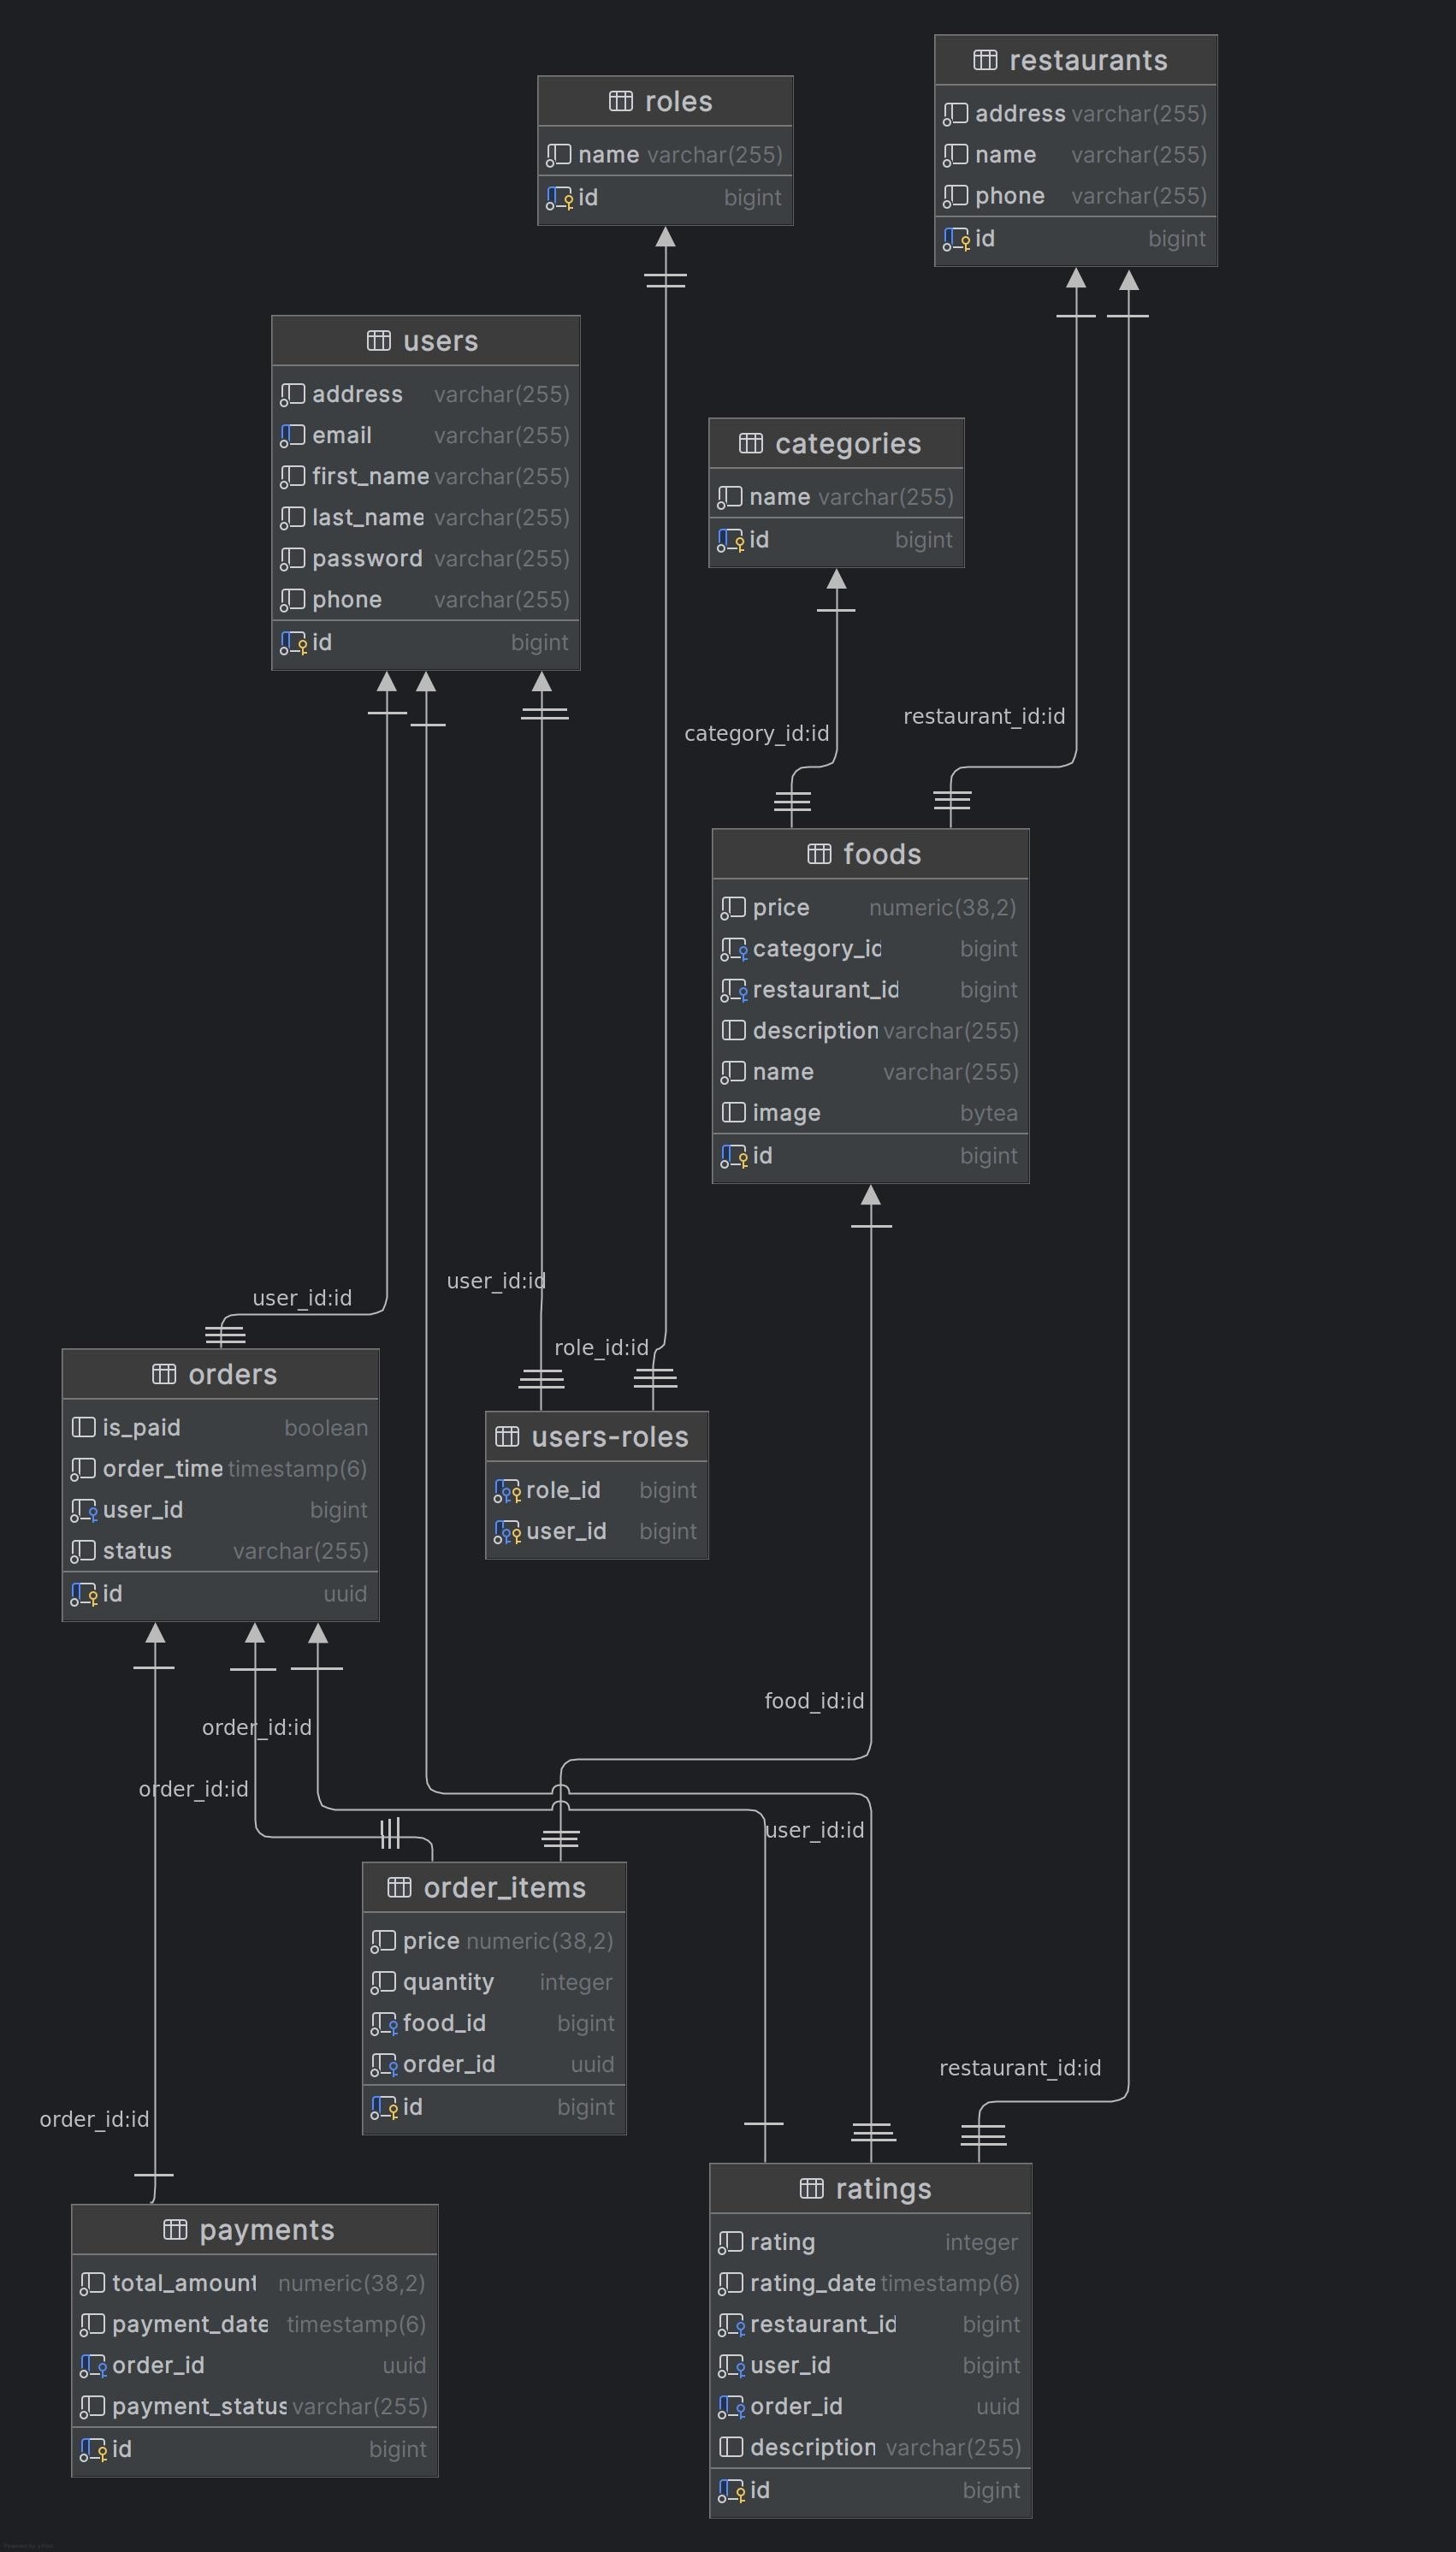 restaurants
address varchar(255)
name varchar(255)
phone varchar(255)
id bigint
roles
name varchar(255)
id bigint
users
address varchar(255)
email varchar(255)
first_name varchar(255)
last_name varchar(255)
password varchar(255)
phone varchar(255)
id bigint
categories
name varchar(255)
id bigint
category_id:id
restaurant_id:id
foods
price numeric(38,2)
category_id bigint
restaurant_id bigint
description varchar(255)
name varchar(255)
image bytea
id bigint
user_id:id
user_id:id
role_id:id
orders
is_paid boolean
order_time timestamp(6)
user_id bigint
status varchar(255)
id uuid
users-roles
role_id bigint
user_id bigint
food_id:id
order_id:id
order_id:id
user_id:id
order_items
price numeric(38,2)
quantity integer
food_id bigint
order_id uuid
id bigint
restaurant_id:id
order_id:id
payments
total_amount numeric(38,2)
payment_date timestamp(6)
order_id uuid
payment_status varchar(255)
id bigint
ratings
rating integer
rating_date timestamp(6)
restaurant_id bigint
user_id bigint
order_id uuid
description varchar(255)
id bigint